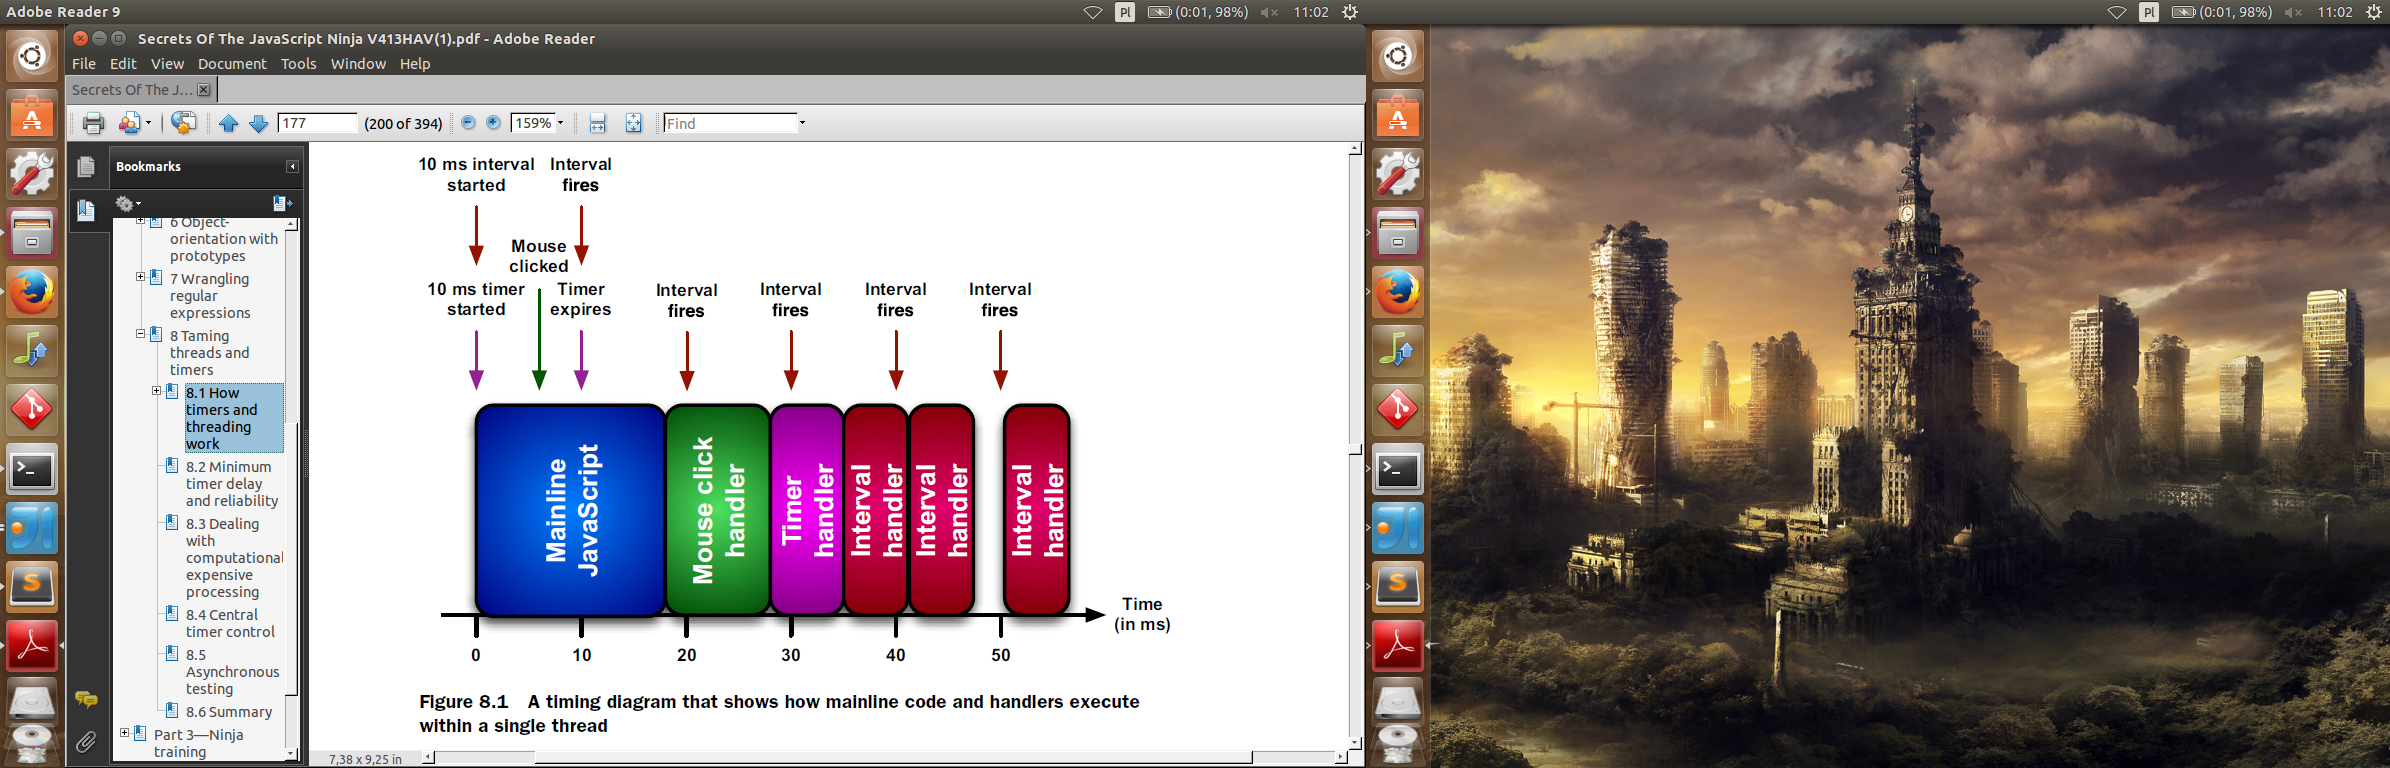 Adobe Reader 9
Pl
(0:01, 98%)
11:02
Pl
(0:01, 98%)
11:02
Secrets Of The JavaScript Ninja V413HAV(1).pdf - Adobe Reader
File Edit View Document Tools Window Help
Secrets Of The J...
177
(200 of 394)
159%
Find
Bookmarks
6 Object-
orientation with
prototypes
7 Wrangling
regular
expressions
8 Taming
threads and
timers
8.1 How
timers and
threading
work
8.2 Minimum
timer delay
and reliability
8.3 Dealing
with
computational
expensive
processing
8.4 Central
timer control
8.5
Asynchronous
testing
8.6 Summary
Part 3—Ninja
training
10 ms interval
started
Interval
fires
Mouse
clicked
10 ms timer
started
Timer
expires
Interval
fires
Interval
fires
Interval
fires
Interval
fires
Mainline
JavaScript
Mouse click
handler
Timer
handler
Interval
handler
Interval
handler
Interval
handler
Time
(in ms)
0
10
20
30
40
50
Figure 8.1 A timing diagram that shows how mainline code and handlers execute
within a single thread
7,38 x 9,25 in